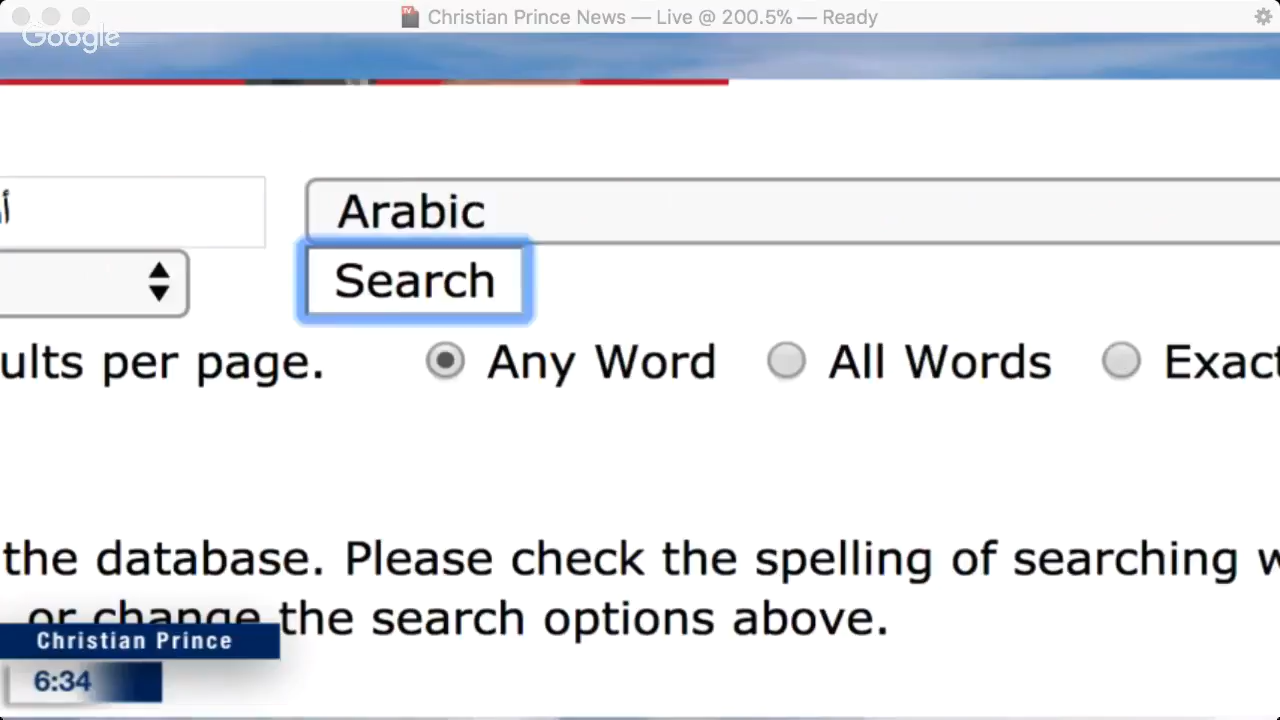 Christian Prince News — Live @ 200.5% — Ready
Google
Arabic
Search
ults per page.
Any Word
All Words
Exact
the database. Please check the spelling of searching w
or change the search options above.
Christian Prince
6:34